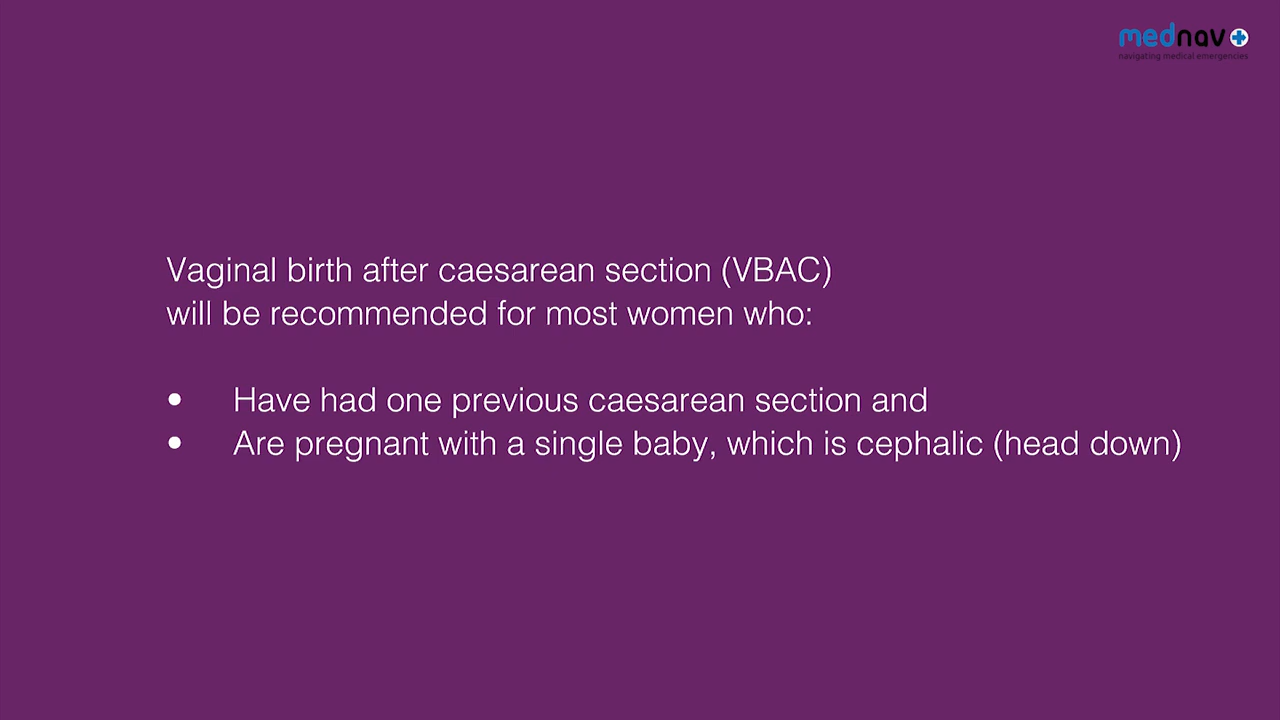 mednav
navigating medical emergencies
Vaginal birth after caesarean section (VBAC)
will be recommended for most women who:
• Have had one previous caesarean section and
• Are pregnant with a single baby, which is cephalic (head down)